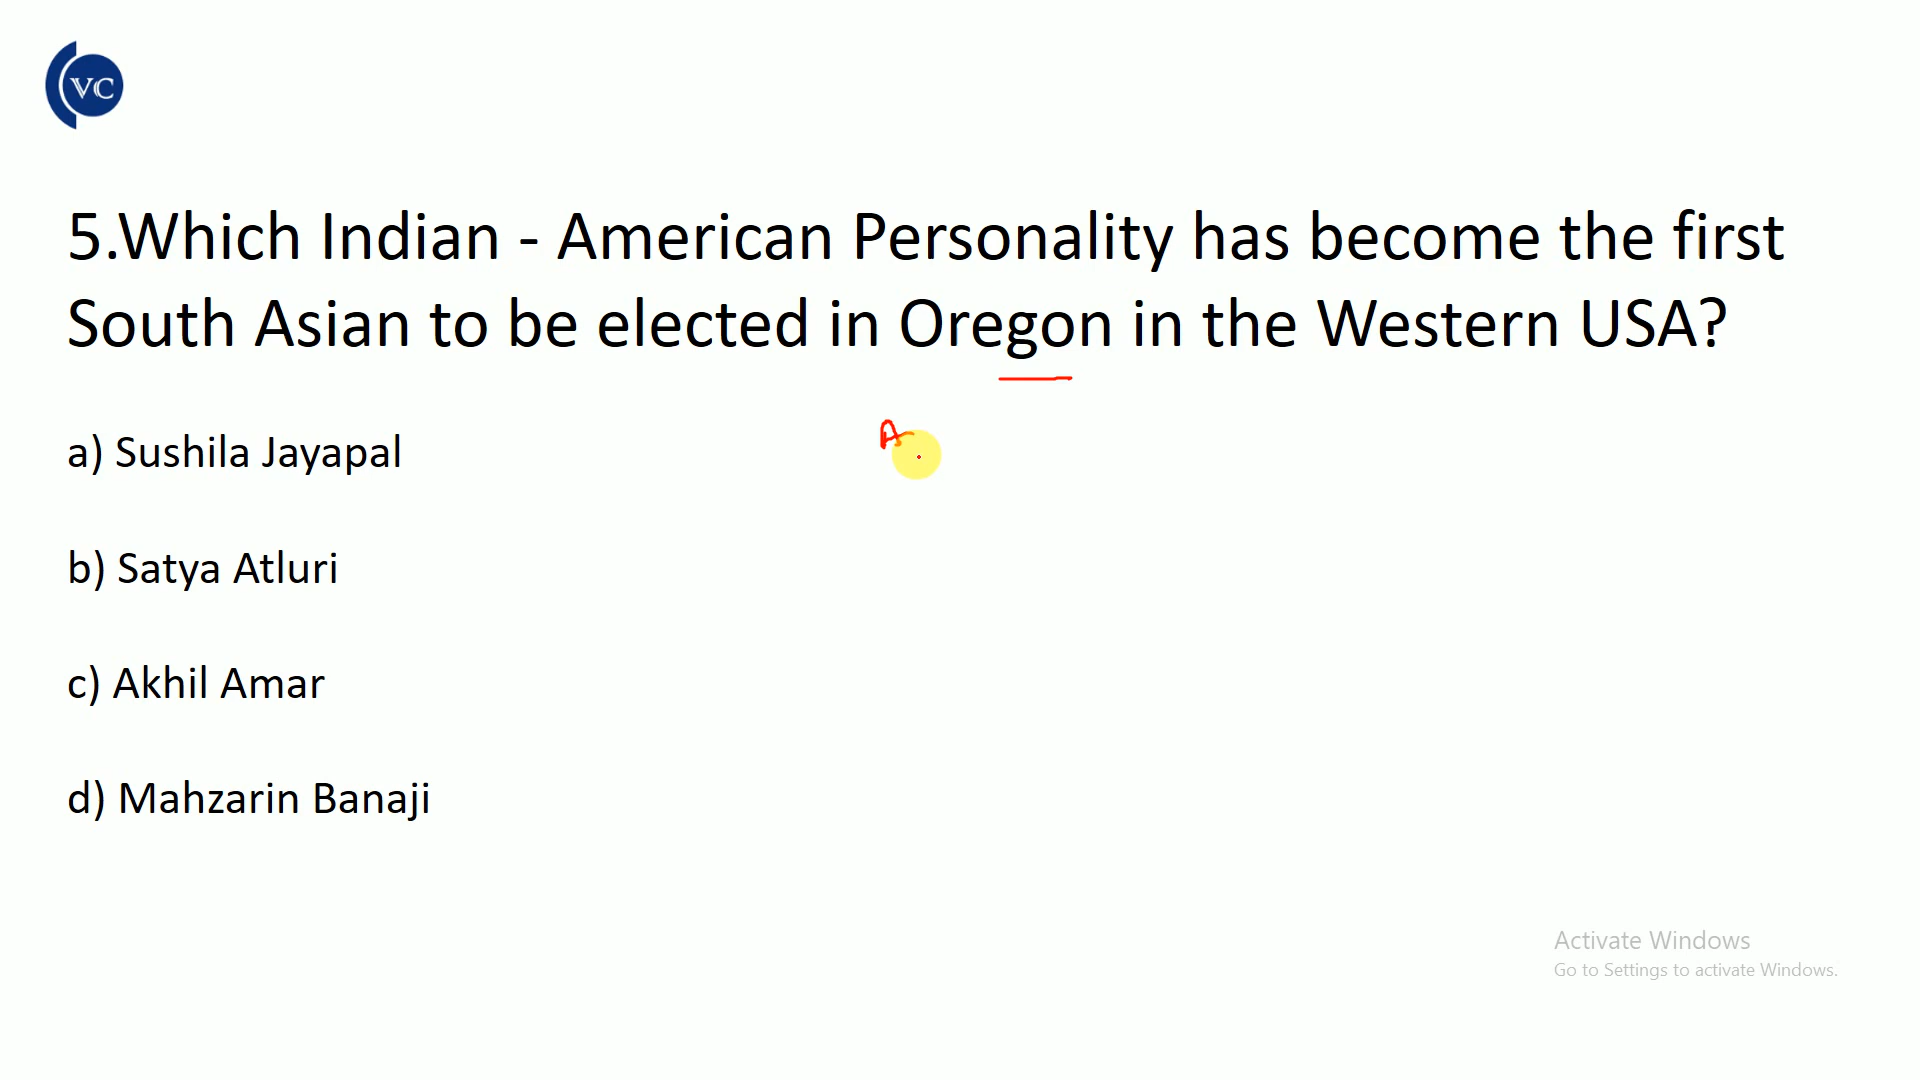 VC
5.Which Indian - American Personality has become the first
South Asian to be elected in Oregon in the Western USA?
A
a) Sushila Jayapal
b) Satya Atluri
c) Akhil Amar
d) Mahzarin Banaji
Activate Windows
Go to Settings to activate Windows.